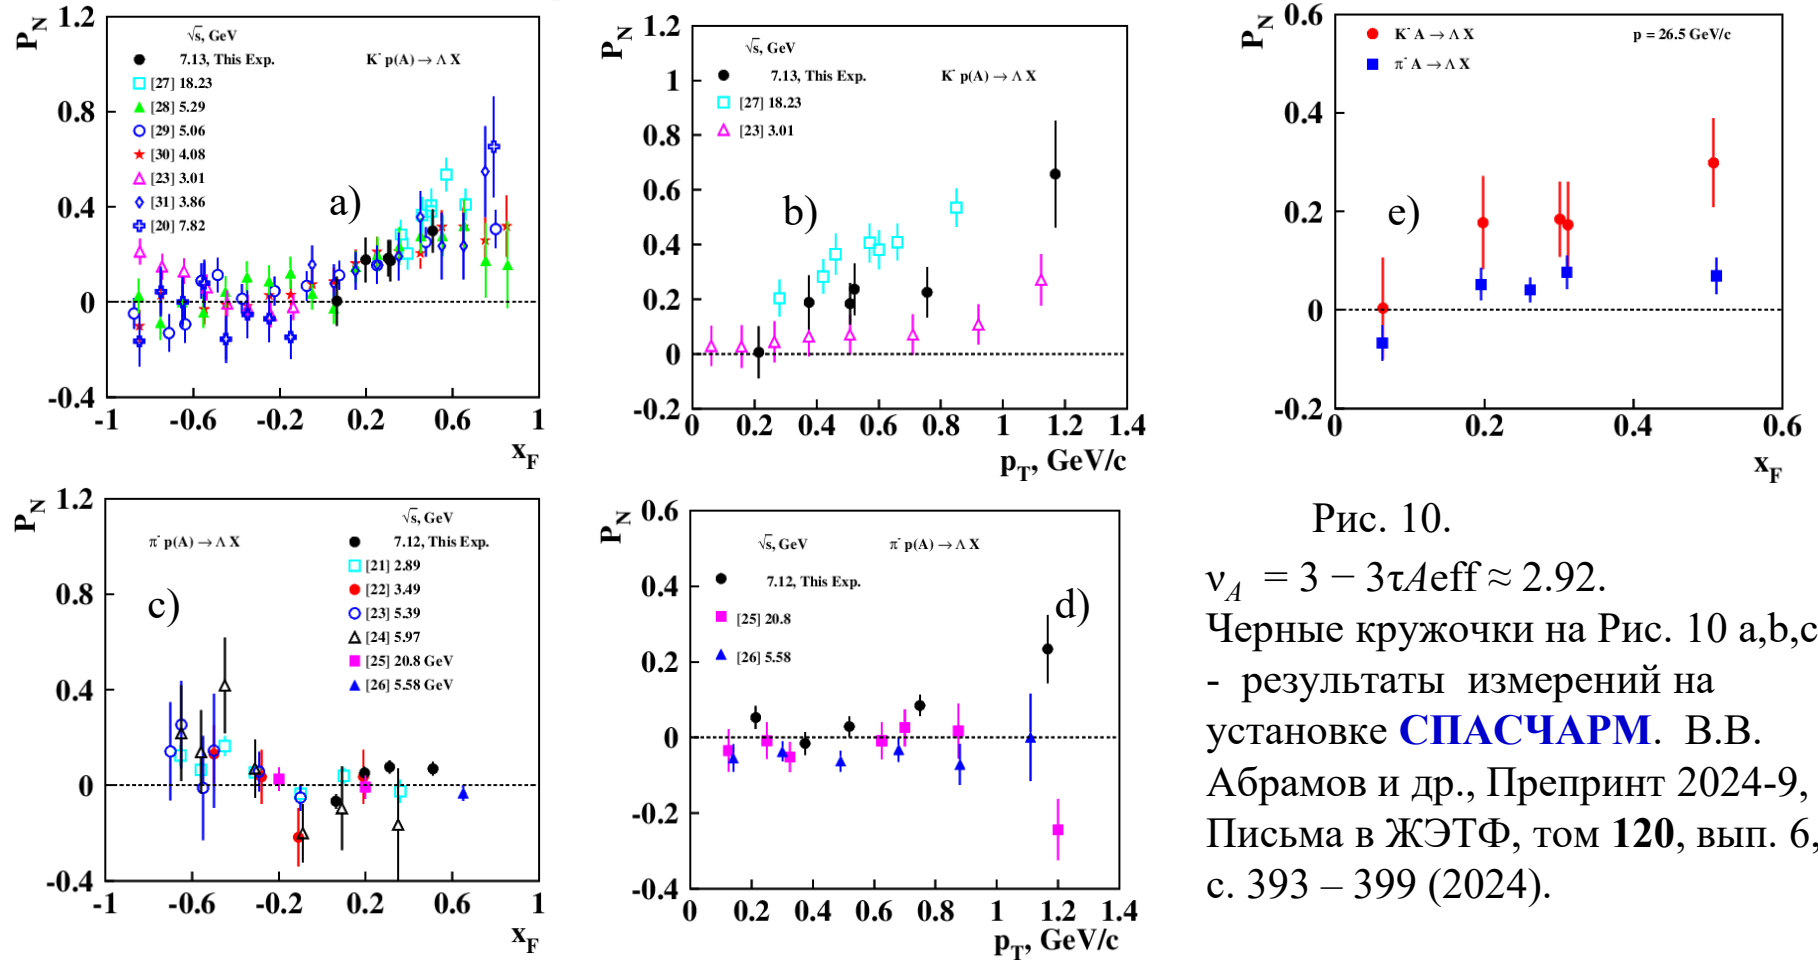 P_N
1.2
0.8
0.4
0
-0.4
-1
-0.6
-0.2
0.2
0.6
1
x_F
√s, GeV
7.13, This Exp.
[27] 18.23
[28] 5.29
[29] 5.06
[30] 4.08
[23] 3.01
[31] 3.86
[20] 7.82
K⁻ p(A) → Λ X
a)
P_N
1.2
1
0.8
0.6
0.4
0.2
0
-0.2
0
0.2
0.4
0.6
0.8
1
1.2
1.4
p_T, GeV/c
√s, GeV
7.13, This Exp.
[27] 18.23
[23] 3.01
K⁻ p(A) → Λ X
b)
P_N
0.6
0.4
0.2
0
-0.2
0
0.2
0.4
0.6
x_F
K⁻ A → Λ X
π⁻ A → Λ X
p = 26.5 GeV/c
e)
P_N
1.2
0.8
0.4
0
-0.4
-1
-0.6
-0.2
0.2
0.6
1
x_F
π⁻ p(A) → Λ X
√s, GeV
7.12, This Exp.
[21] 2.89
[22] 3.49
[23] 5.39
[24] 5.97
[25] 20.8 GeV
[26] 5.58 GeV
c)
P_N
0.6
0.4
0.2
0
-0.2
-0.4
0
0.2
0.4
0.6
0.8
1
1.2
1.4
p_T, GeV/c
√s, GeV
π⁻ p(A) → Λ X
7.12, This Exp.
[25] 20.8
[26] 5.58
d)
Рис. 10.
ν_A = 3 − 3τAeff ≈ 2.92.
Черные кружочки на Рис. 10 a,b,c
- результаты измерений на
установке СПАСЧАРМ. В.В.
Абрамов и др., Препринт 2024-9,
Письма в ЖЭТФ, том 120, вып. 6,
с. 393 – 399 (2024).